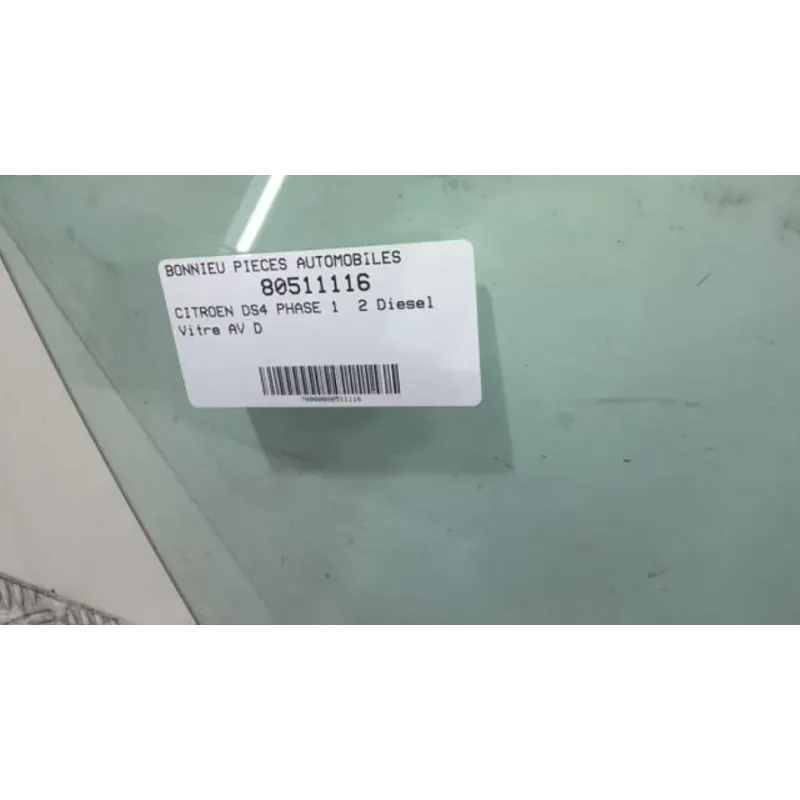 BONNIEU PIECES AUTOMOBILES
80511116
CITROEN DS4 PHASE 1  2 Diesel
Vitre AV D